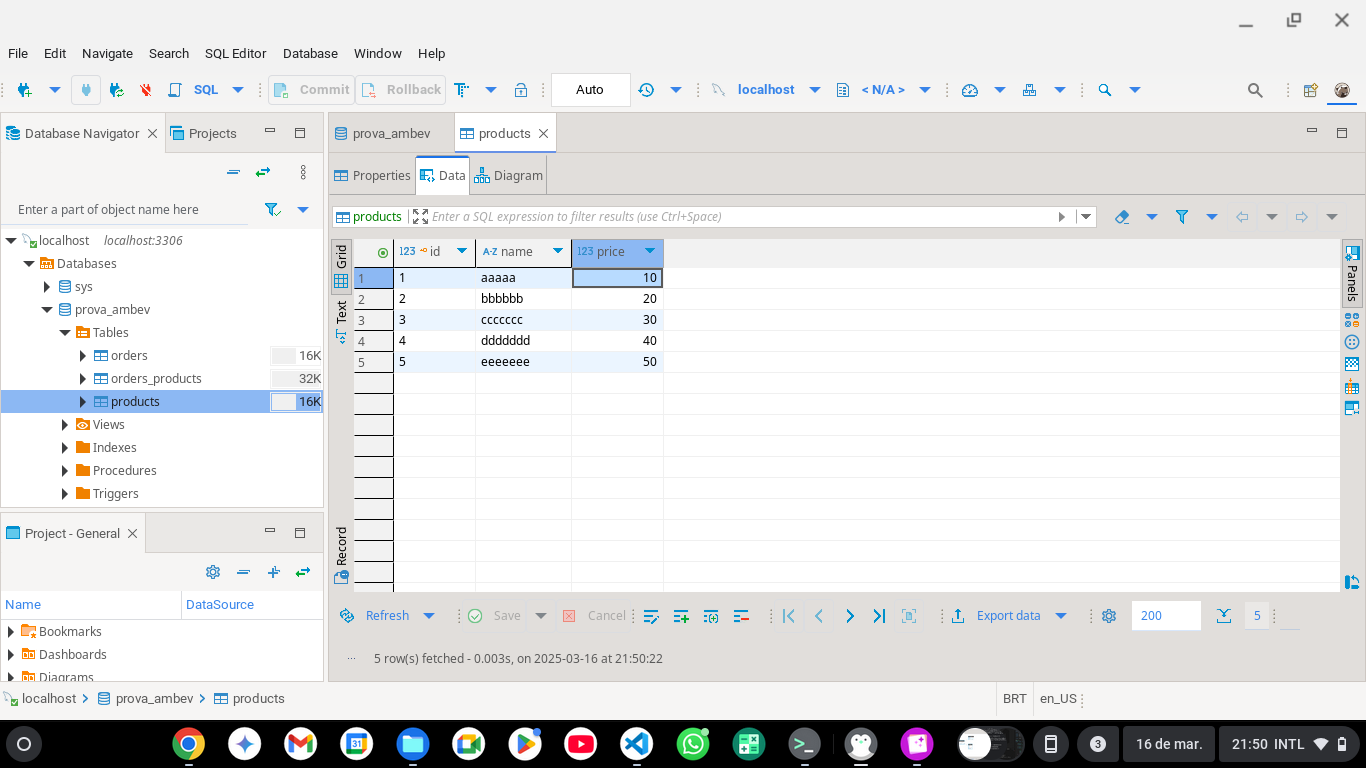 File Edit Navigate Search SQL Editor Database Window Help
SQL Commit Rollback Auto localhost < N/A >
Database Navigator Projects
prova_ambev products
Properties Data Diagram
Enter a part of object name here
products Enter a SQL expression to filter results (use Ctrl+Space)
localhost localhost:3306
Databases
sys
prova_ambev
Tables
orders 16K
orders_products 32K
products 16K
Views
Indexes
Procedures
Triggers
Grid
Text
Record
123 id A-Z name 123 price
1 1 aaaaa 10
2 2 bbbbbb 20
3 3 ccccccc 30
4 4 ddddddd 40
5 5 eeeeeee 50
Panels
Project - General
Name DataSource
Bookmarks
Dashboards
Diagrams
Refresh Save Cancel Export data 200 5
... 5 row(s) fetched - 0.003s, on 2025-03-16 at 21:50:22
localhost prova_ambev products BRT en_US
31 3 16 de mar. 21:50 INTL